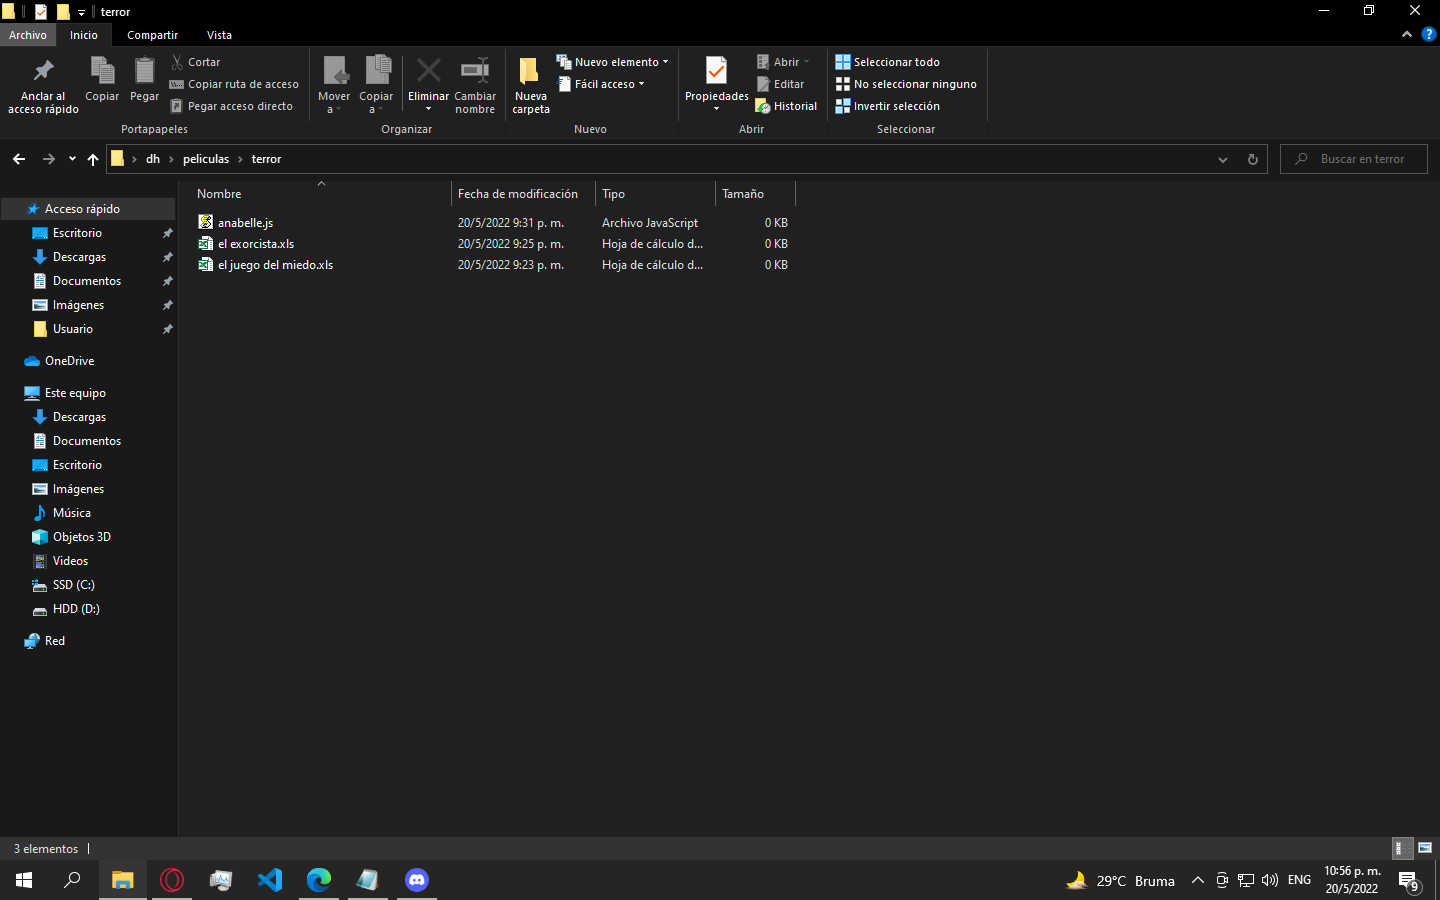 terror
Archivo Inicio Compartir Vista
Anclar al acceso rápido
Copiar
Pegar
Cortar
Copiar ruta de acceso
Pegar acceso directo
Portapapeles
Mover a
Copiar a
Eliminar
Cambiar nombre
Organizar
Nueva carpeta
Nuevo elemento
Fácil acceso
Nuevo
Propiedades
Abrir
Editar
Historial
Abrir
Seleccionar todo
No seleccionar ninguno
Invertir selección
Seleccionar
dh › peliculas › terror
Buscar en terror
Acceso rápido
Escritorio
Descargas
Documentos
Imágenes
Usuario
OneDrive
Este equipo
Descargas
Documentos
Escritorio
Imágenes
Música
Objetos 3D
Videos
SSD (C:)
HDD (D:)
Red
Nombre Fecha de modificación Tipo Tamaño
anabelle.js 20/5/2022 9:31 p. m. Archivo JavaScript 0 KB
el exorcista.xls 20/5/2022 9:25 p. m. Hoja de cálculo d... 0 KB
el juego del miedo.xls 20/5/2022 9:23 p. m. Hoja de cálculo d... 0 KB
3 elementos
29°C Bruma
ENG
10:56 p. m.
20/5/2022
9